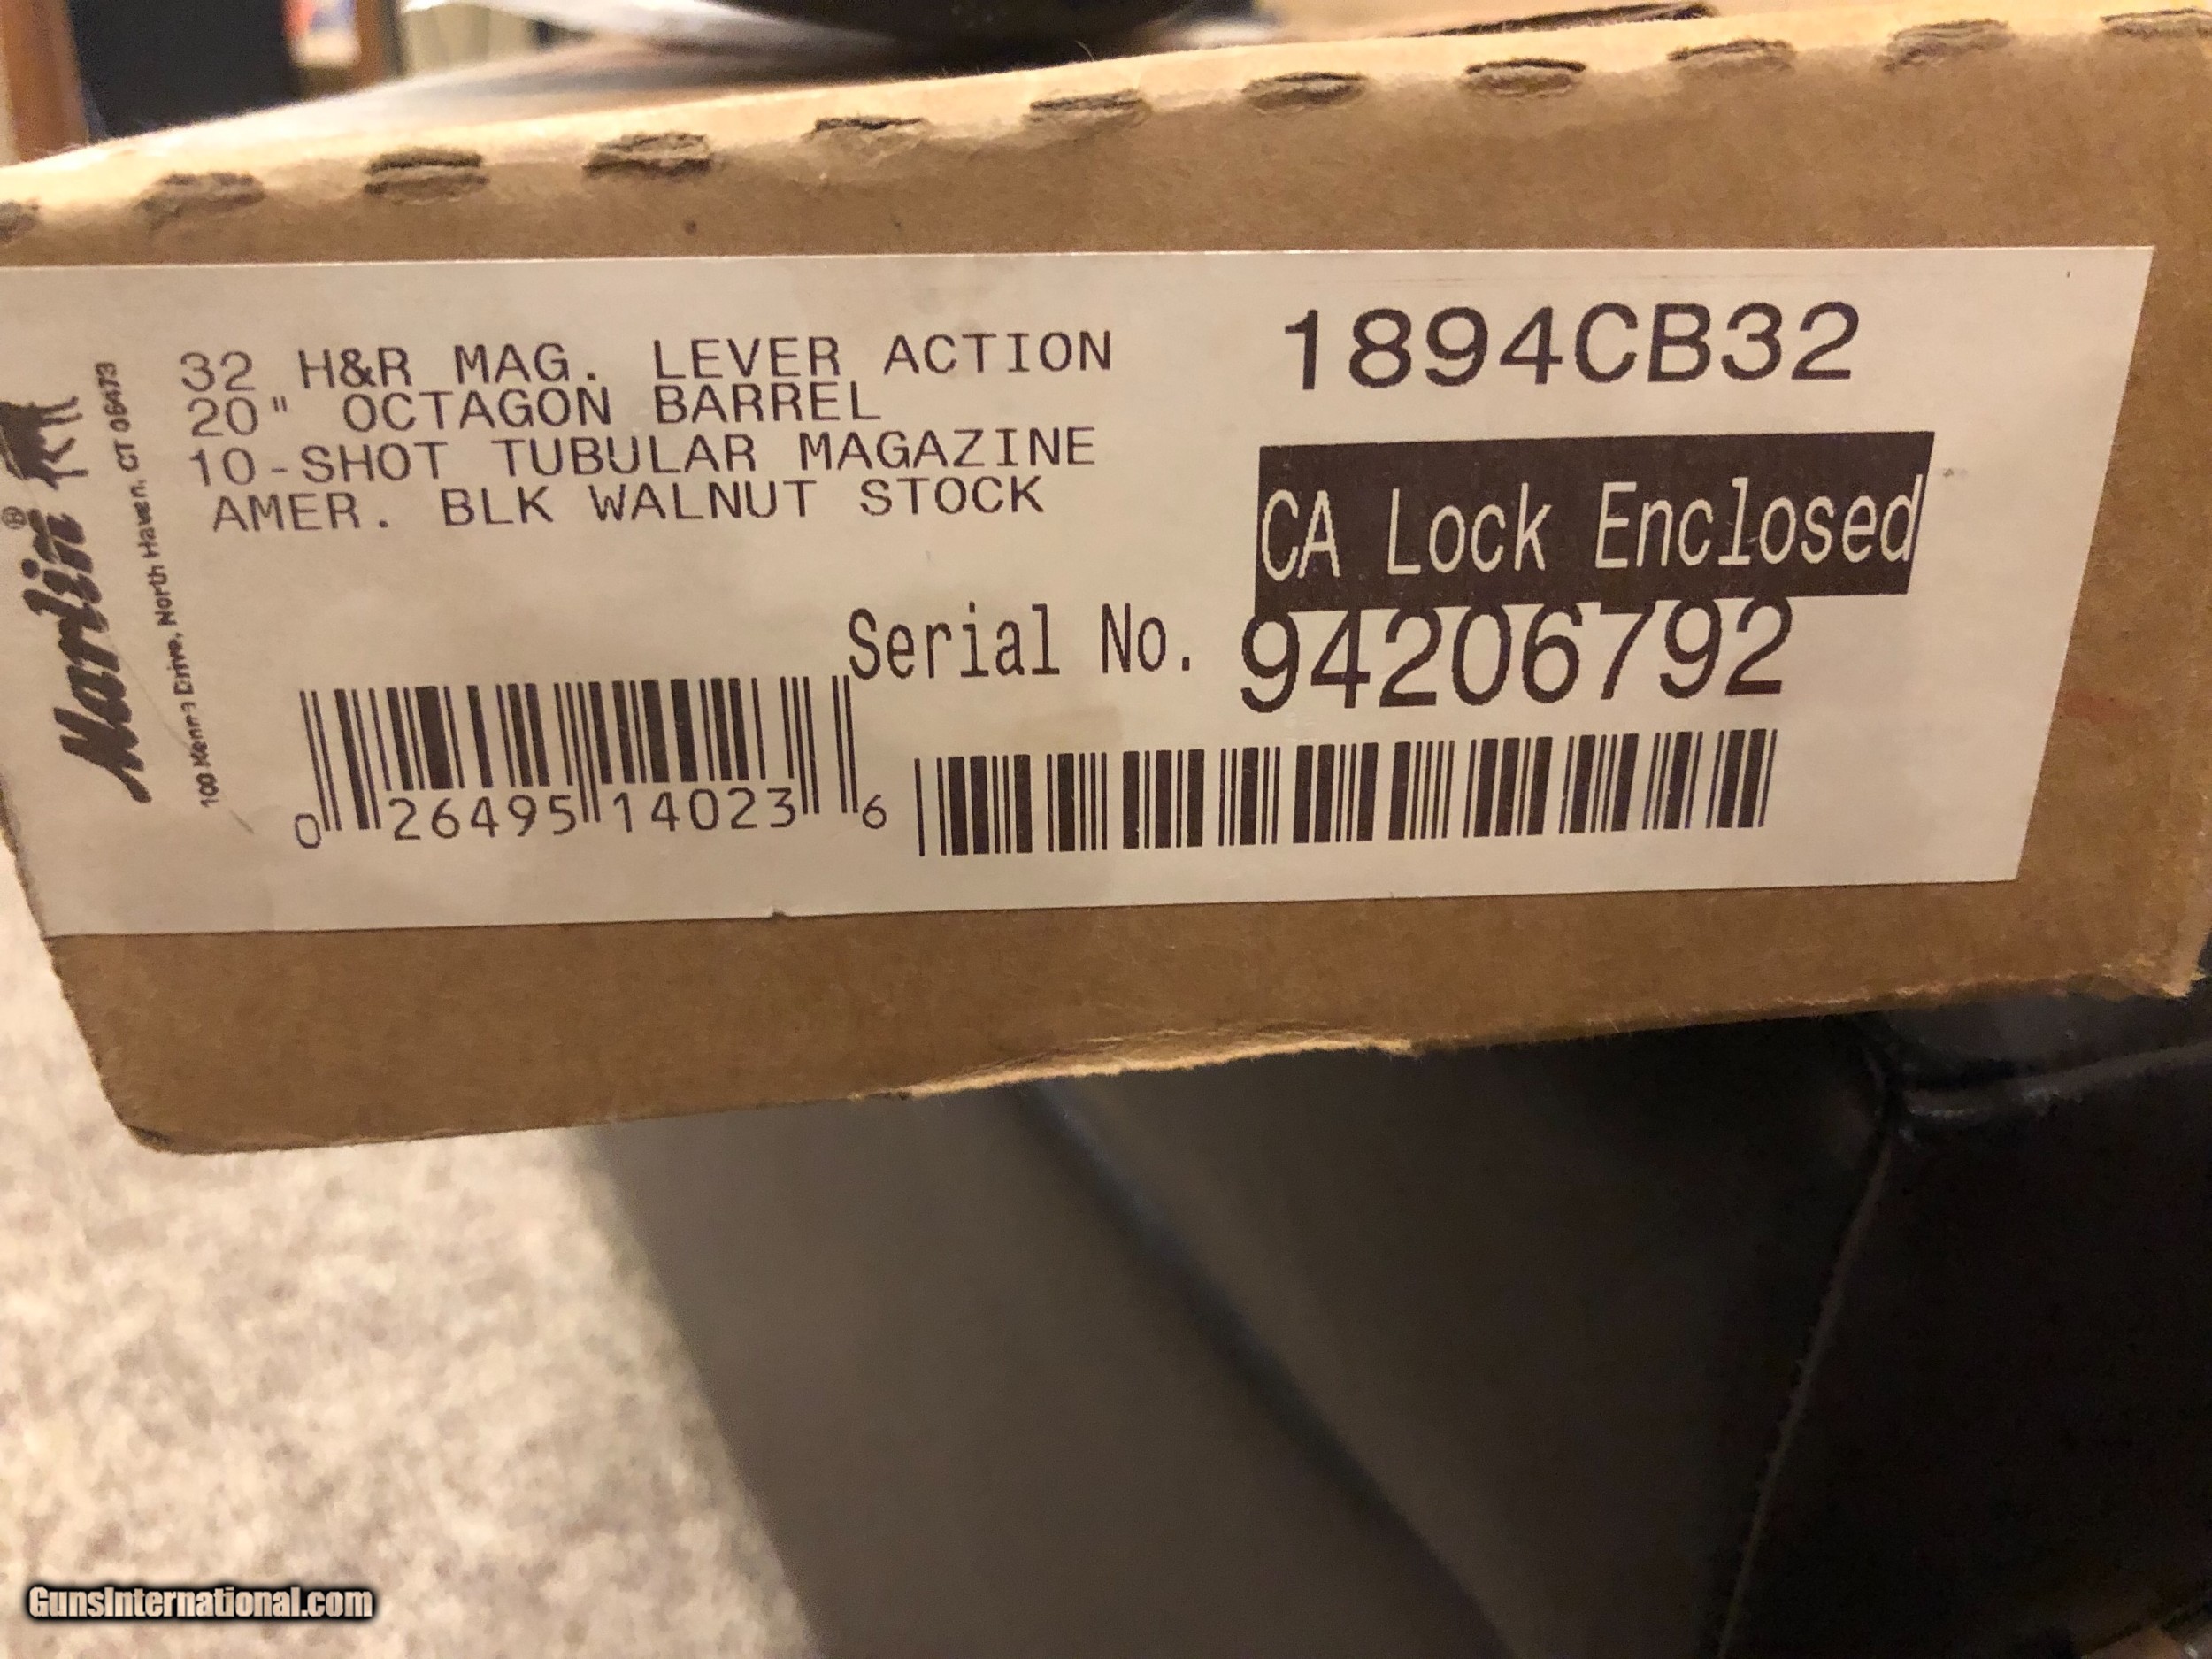 Marlin®
100 Kenna Drive, North Haven, CT 06473
32 H&R MAG. LEVER ACTION
20" OCTAGON BARREL
10-SHOT TUBULAR MAGAZINE
AMER. BLK WALNUT STOCK
1894CB32
CA Lock Enclosed
Serial No. 94206792
0 26495 14023 6
GunsInternational.com